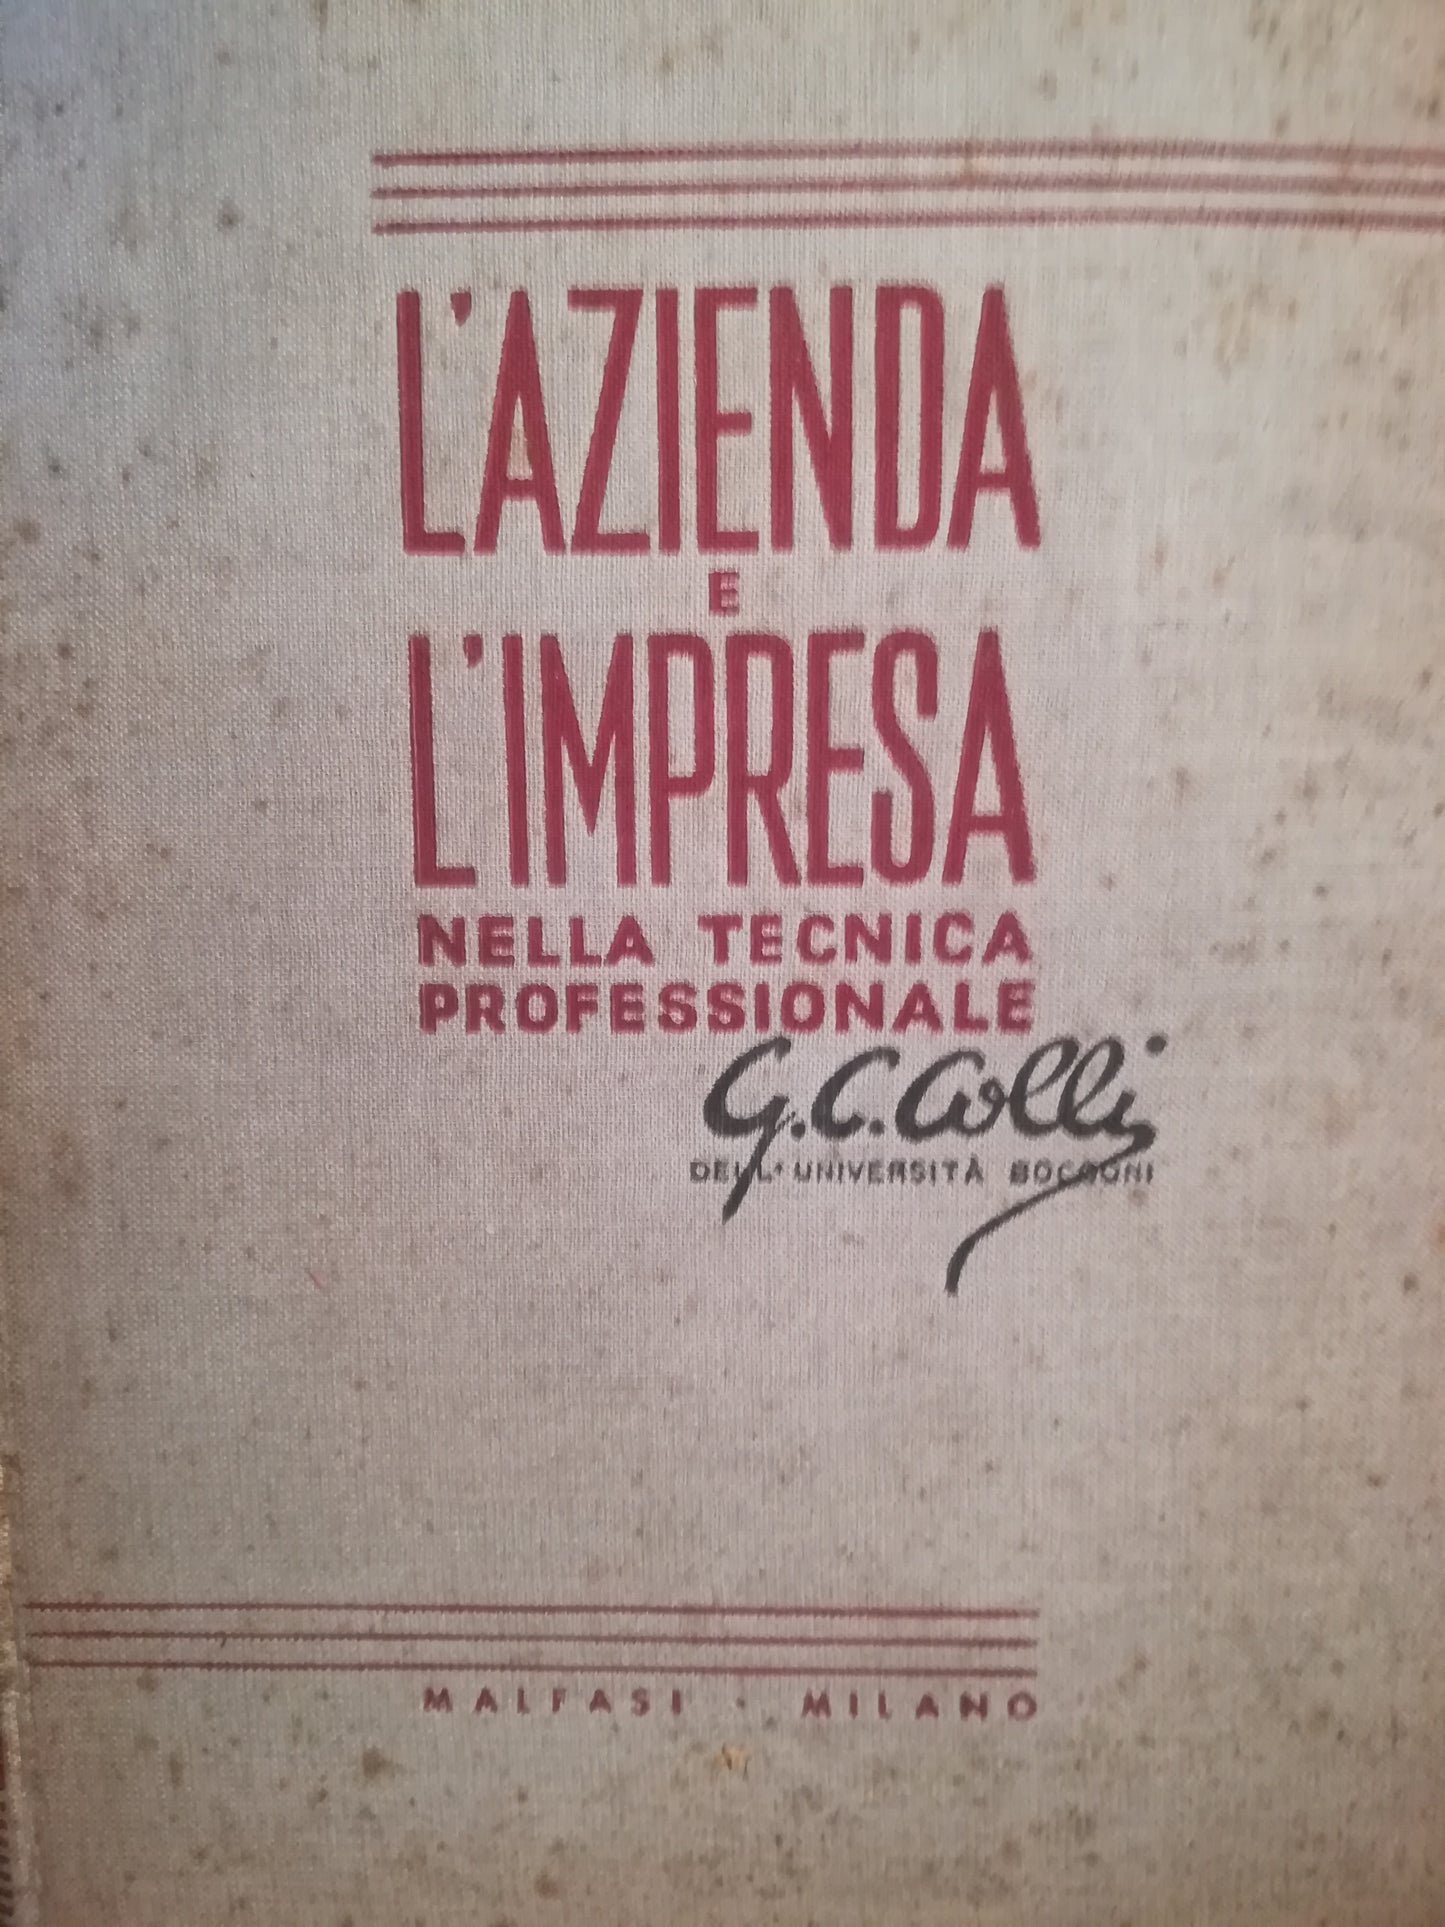 L'AZIENDA
E
L'IMPRESA
NELLA TECNICA
PROFESSIONALE
G.C. Colli
DELL'UNIVERSITÀ BOCCONI
MALFASI · MILANO